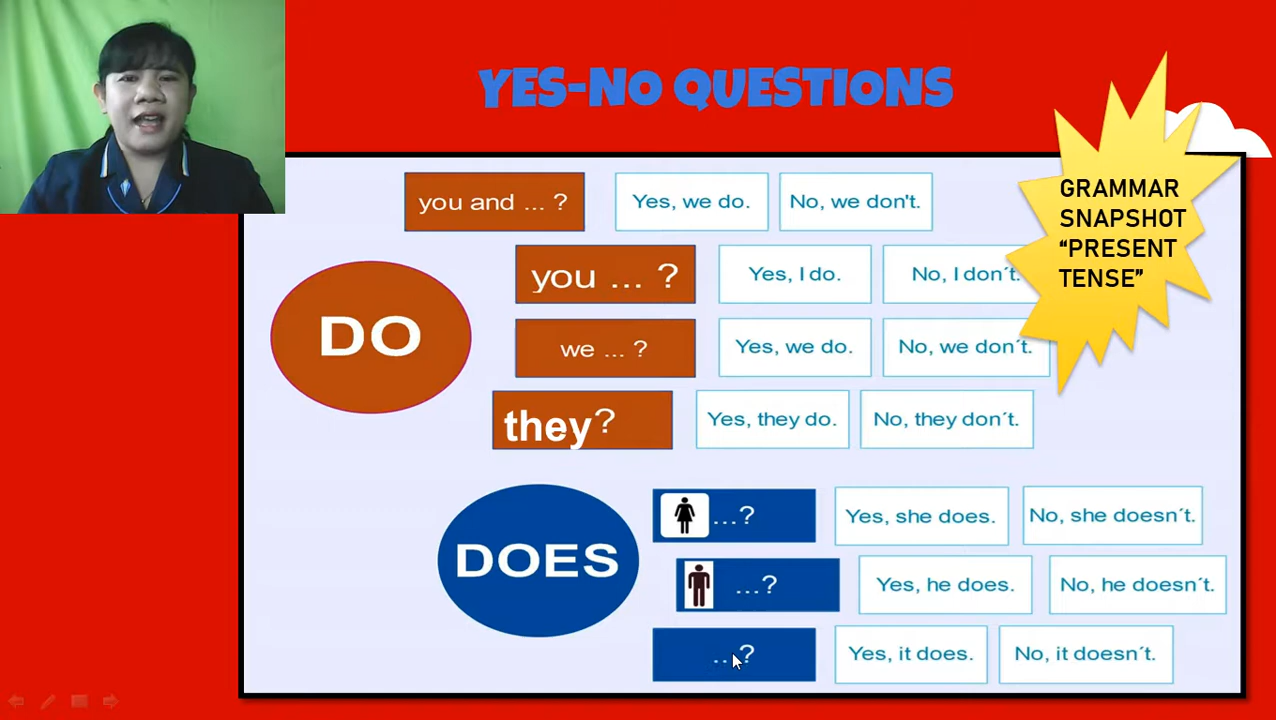 YES-NO QUESTIONS
GRAMMAR
SNAPSHOT
“PRESENT
TENSE”
DO
you and ... ? Yes, we do. No, we don't.
you ... ? Yes, I do. No, I don´t.
we ... ? Yes, we do. No, we don´t.
they? Yes, they do. No, they don´t.
DOES
...? Yes, she does. No, she doesn´t.
...? Yes, he does. No, he doesn´t.
...? Yes, it does. No, it doesn´t.